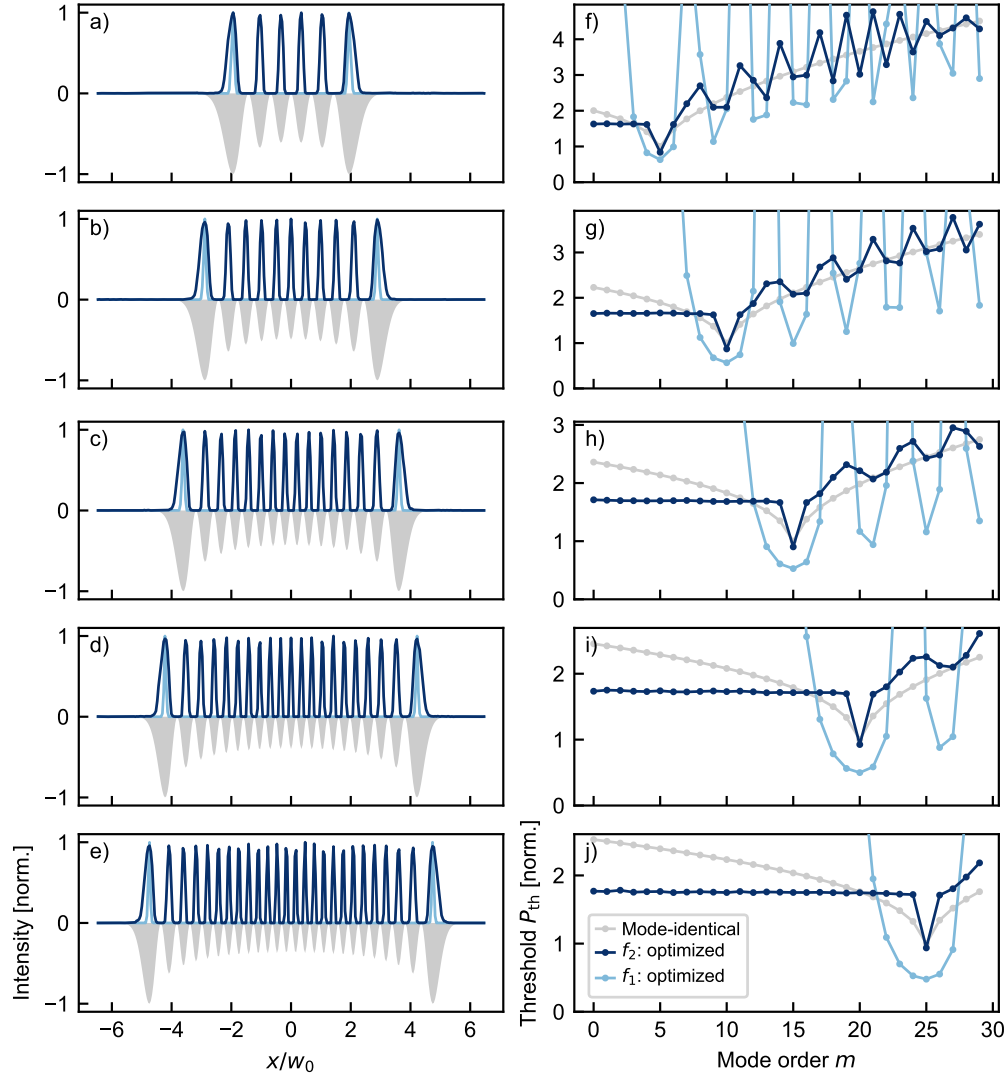 a)
1
0
−1
b)
1
0
−1
c)
1
0
−1
d)
1
0
−1
e)
1
0
−1
−6 −4 −2 0 2 4 6
x/w0
Intensity [norm.]
f)
4
3
2
1
0
g)
3
2
1
0
h)
3
2
1
0
i)
2
1
0
j)
2
1
0
Mode-identical
f2: optimized
f1: optimized
0 5 10 15 20 25 30
Mode order m
Threshold Pth [norm.]